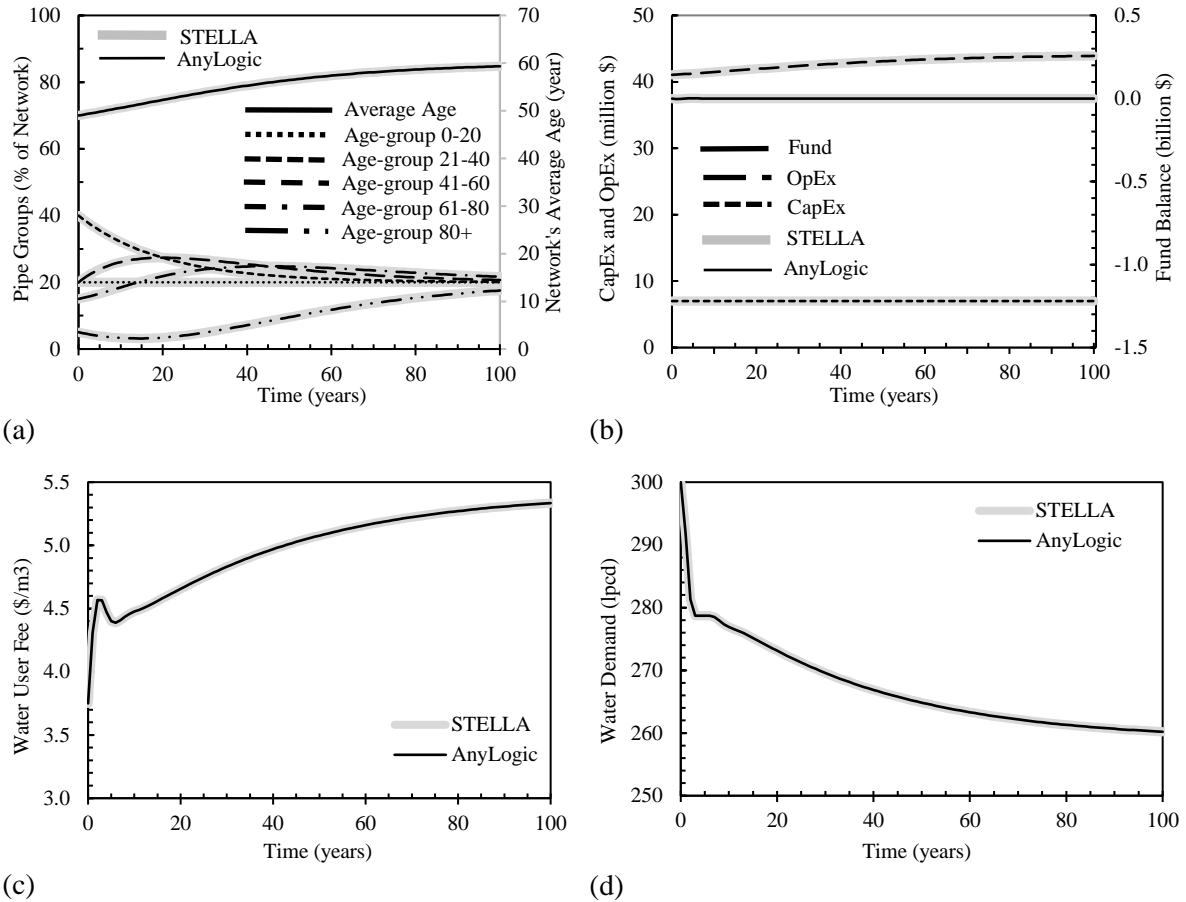 100
80
60
40
20
0
Pipe Groups (% of Network)
STELLA
AnyLogic
Average Age
Age-group 0-20
Age-group 21-40
Age-group 41-60
Age-group 61-80
Age-group 80+
70
60
50
40
30
20
10
0
Network's Average Age (year)
0 20 40 60 80 100
Time (years)
(a)
50
45
40
35
30
25
20
15
10
5
0
CapEx and OpEx (million $)
Fund
OpEx
CapEx
STELLA
AnyLogic
0.5
0.0
-0.5
-1.0
-1.5
Fund Balance (billion $)
0 20 40 60 80 100
Time (years)
(b)
5.5
5.0
4.5
4.0
3.5
3.0
Water User Fee ($/m3)
STELLA
AnyLogic
0 20 40 60 80 100
Time (years)
(c)
300
290
280
270
260
250
Water Demand (lpcd)
STELLA
AnyLogic
0 20 40 60 80 100
Time (years)
(d)